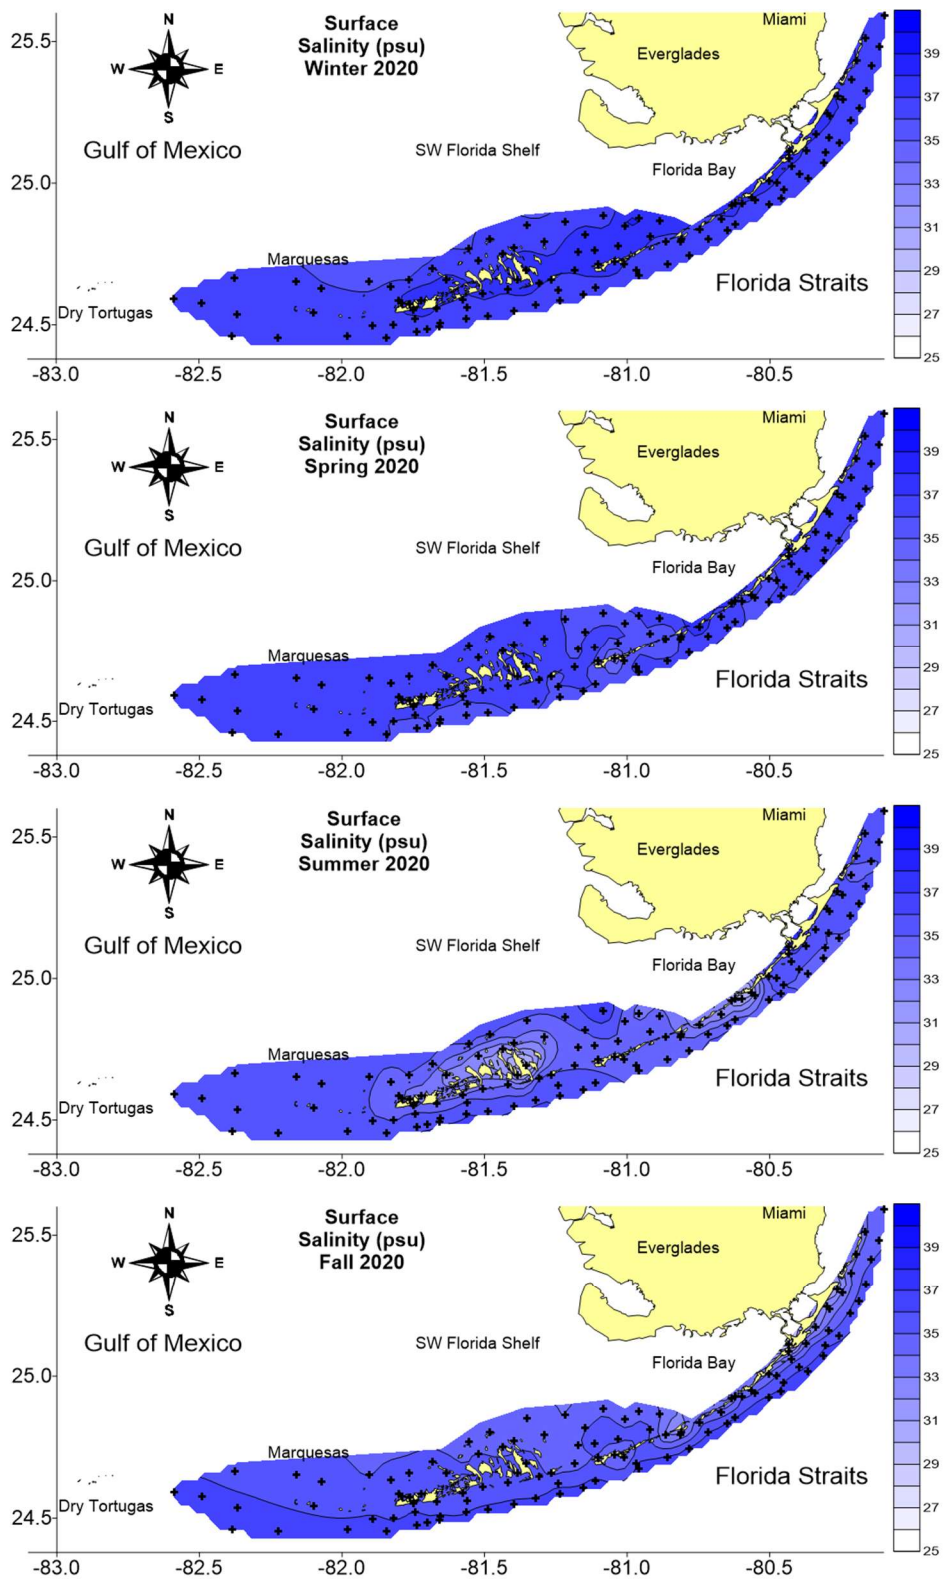 Surface
Salinity (psu)
Winter 2020
N
W
E
S
Gulf of Mexico
SW Florida Shelf
Everglades
Miami
Florida Bay
Marquesas
Dry Tortugas
Florida Straits
25.5
25.0
24.5
-83.0 -82.5 -82.0 -81.5 -81.0 -80.5
39
37
35
33
31
29
27
25
Surface
Salinity (psu)
Spring 2020
N
W
E
S
Gulf of Mexico
SW Florida Shelf
Everglades
Miami
Florida Bay
Marquesas
Dry Tortugas
Florida Straits
25.5
25.0
24.5
-83.0 -82.5 -82.0 -81.5 -81.0 -80.5
39
37
35
33
31
29
27
25
Surface
Salinity (psu)
Summer 2020
N
W
E
S
Gulf of Mexico
SW Florida Shelf
Everglades
Miami
Florida Bay
Marquesas
Dry Tortugas
Florida Straits
25.5
25.0
24.5
-83.0 -82.5 -82.0 -81.5 -81.0 -80.5
39
37
35
33
31
29
27
25
Surface
Salinity (psu)
Fall 2020
N
W
E
S
Gulf of Mexico
SW Florida Shelf
Everglades
Miami
Florida Bay
Marquesas
Dry Tortugas
Florida Straits
25.5
25.0
24.5
-83.0 -82.5 -82.0 -81.5 -81.0 -80.5
39
37
35
33
31
29
27
25